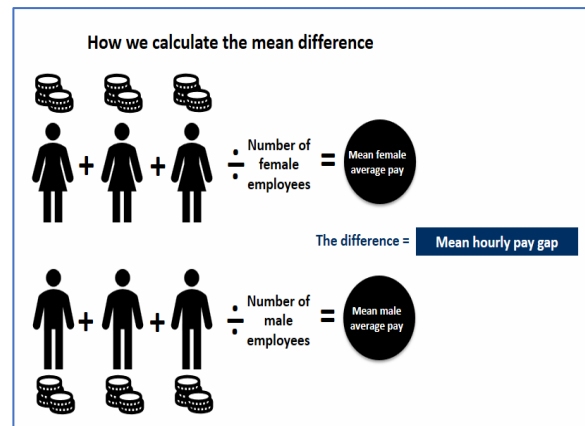 How we calculate the mean difference
+ + ÷ Number of
female
employees
=
Mean female
average pay
The difference = Mean hourly pay gap
+ + ÷ Number of
male
employees
=
Mean male
average pay